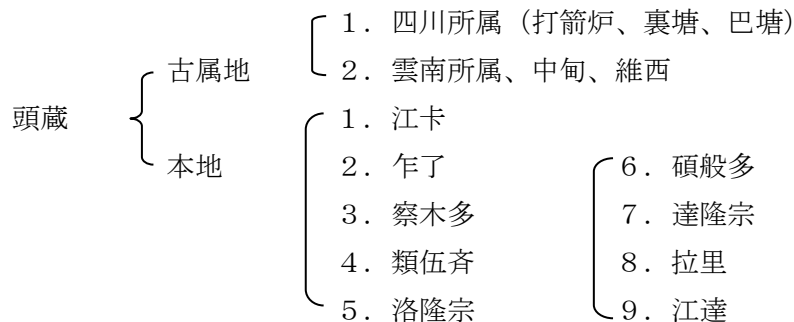 1．四川所属（打箭炉、裏塘、巴塘）
古属地
2．雲南所属、中甸、維西
頭蔵
1．江卡
本地
2．乍了
6．碩般多
3．察木多
7．達隆宗
4．類伍斉
8．拉里
5．洛隆宗
9．江達